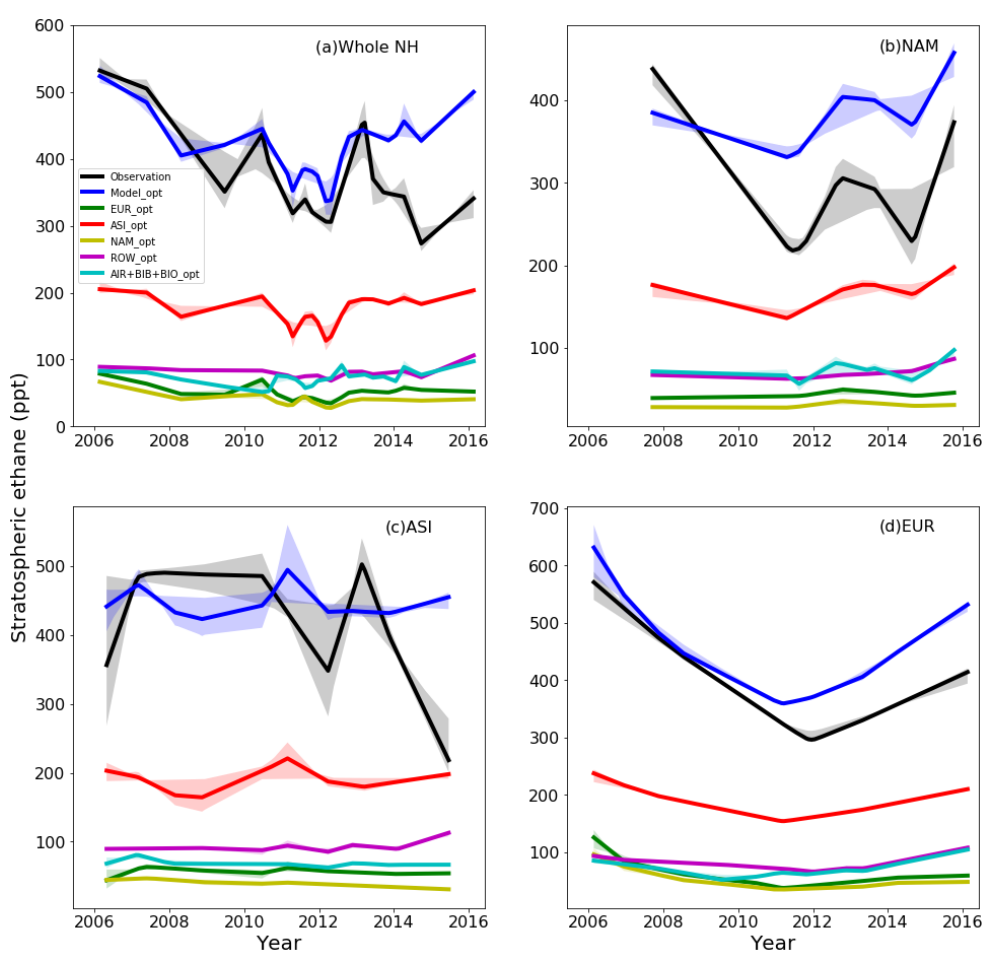 (a)Whole NH
600
500
400
300
200
100
0
Observation
Model_opt
EUR_opt
ASI_opt
NAM_opt
ROW_opt
AIR+BIB+BIO_opt
2006 2008 2010 2012 2014 2016
(b)NAM
400
300
200
100
2006 2008 2010 2012 2014 2016
Stratospheric ethane (ppt)
(c)ASI
500
400
300
200
100
2006 2008 2010 2012 2014 2016
Year
(d)EUR
700
600
500
400
300
200
100
2006 2008 2010 2012 2014 2016
Year